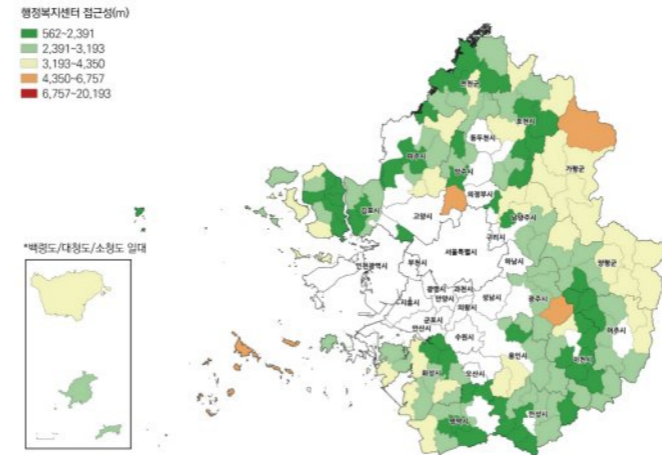 행정복지센터 접근성(m)
562~2,391
2,391~3,193
3,193~4,350
4,350~6,757
6,757~20,193
연천군
포천시
동두천시
파주시
양주시
가평군
의정부시
김포시
고양시
남양주시
구리시
*백령도/대청도/소청도 일대
서울특별시
양평군
인천광역시
부천시
하남시
광명시
과천시
성남시
광주시
시흥시
안양시
의왕시
여주시
군포시
안산시
수원시
이천시
용인시
화성시
오산시
평택시
안성시